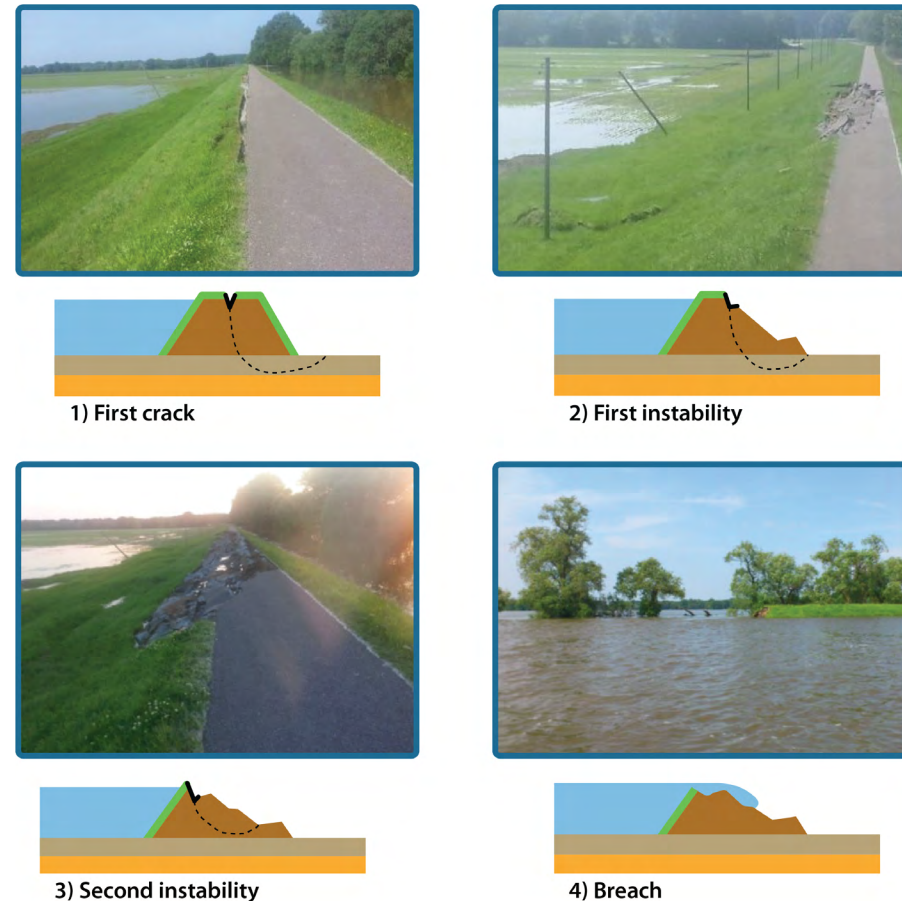 1) First crack
2) First instability
3) Second instability
4) Breach